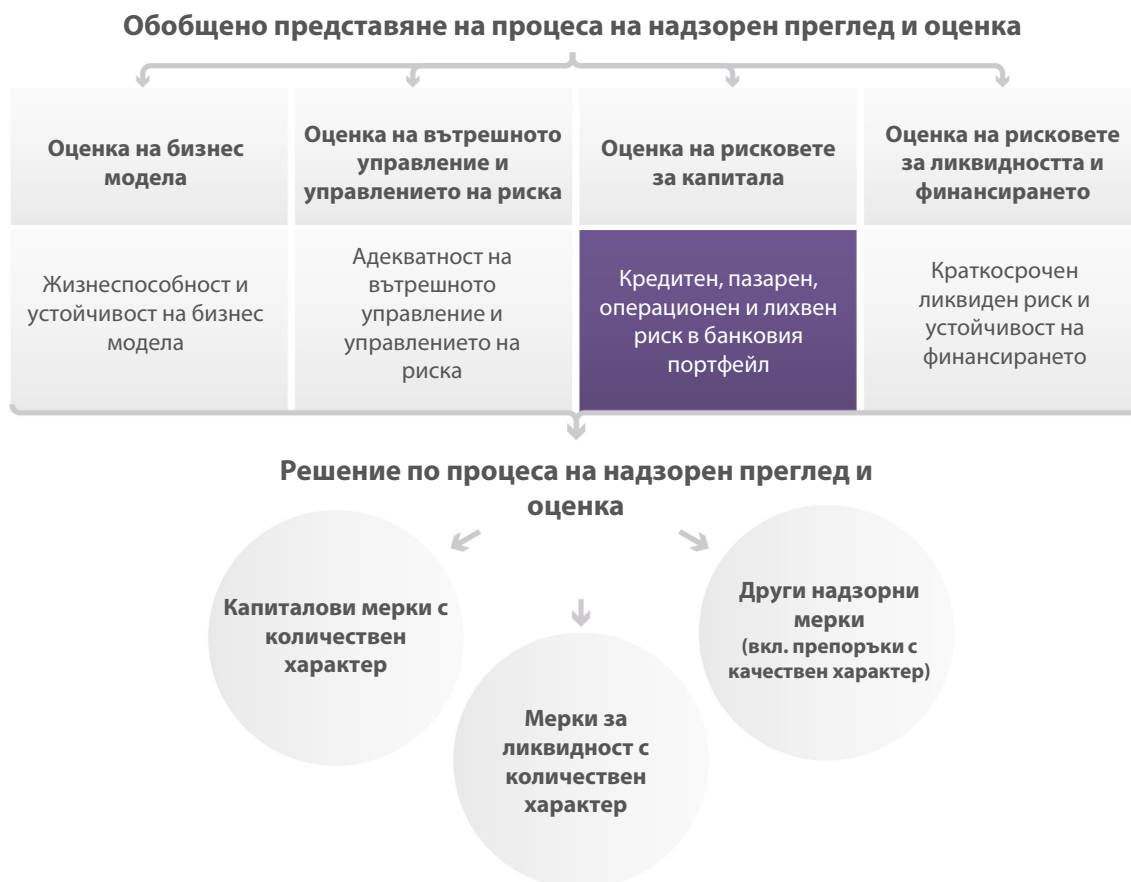 Обобщено представяне на процеса на надзорен преглед и оценка
Оценка на бизнес
модела
Оценка на вътрешното
управление и
управлението на риска
Оценка на рисковете
за капитала
Оценка на рисковете
за ликвидността и
финансирането
Жизнеспособност и
устойчивост на бизнес
модела
Адекватност на
вътрешното
управление и
управлението на
риска
Кредитен, пазарен,
операционен и лихвен
риск в банковия
портфейл
Краткосрочен
ликвиден риск и
устойчивост на
финансирането
Решение по процеса на надзорен преглед и
оценка
Капиталови мерки с
количествен
характер
Мерки за
ликвидност с
количествен
характер
Други надзорни
мерки
(вкл. препоръки с
качествен характер)